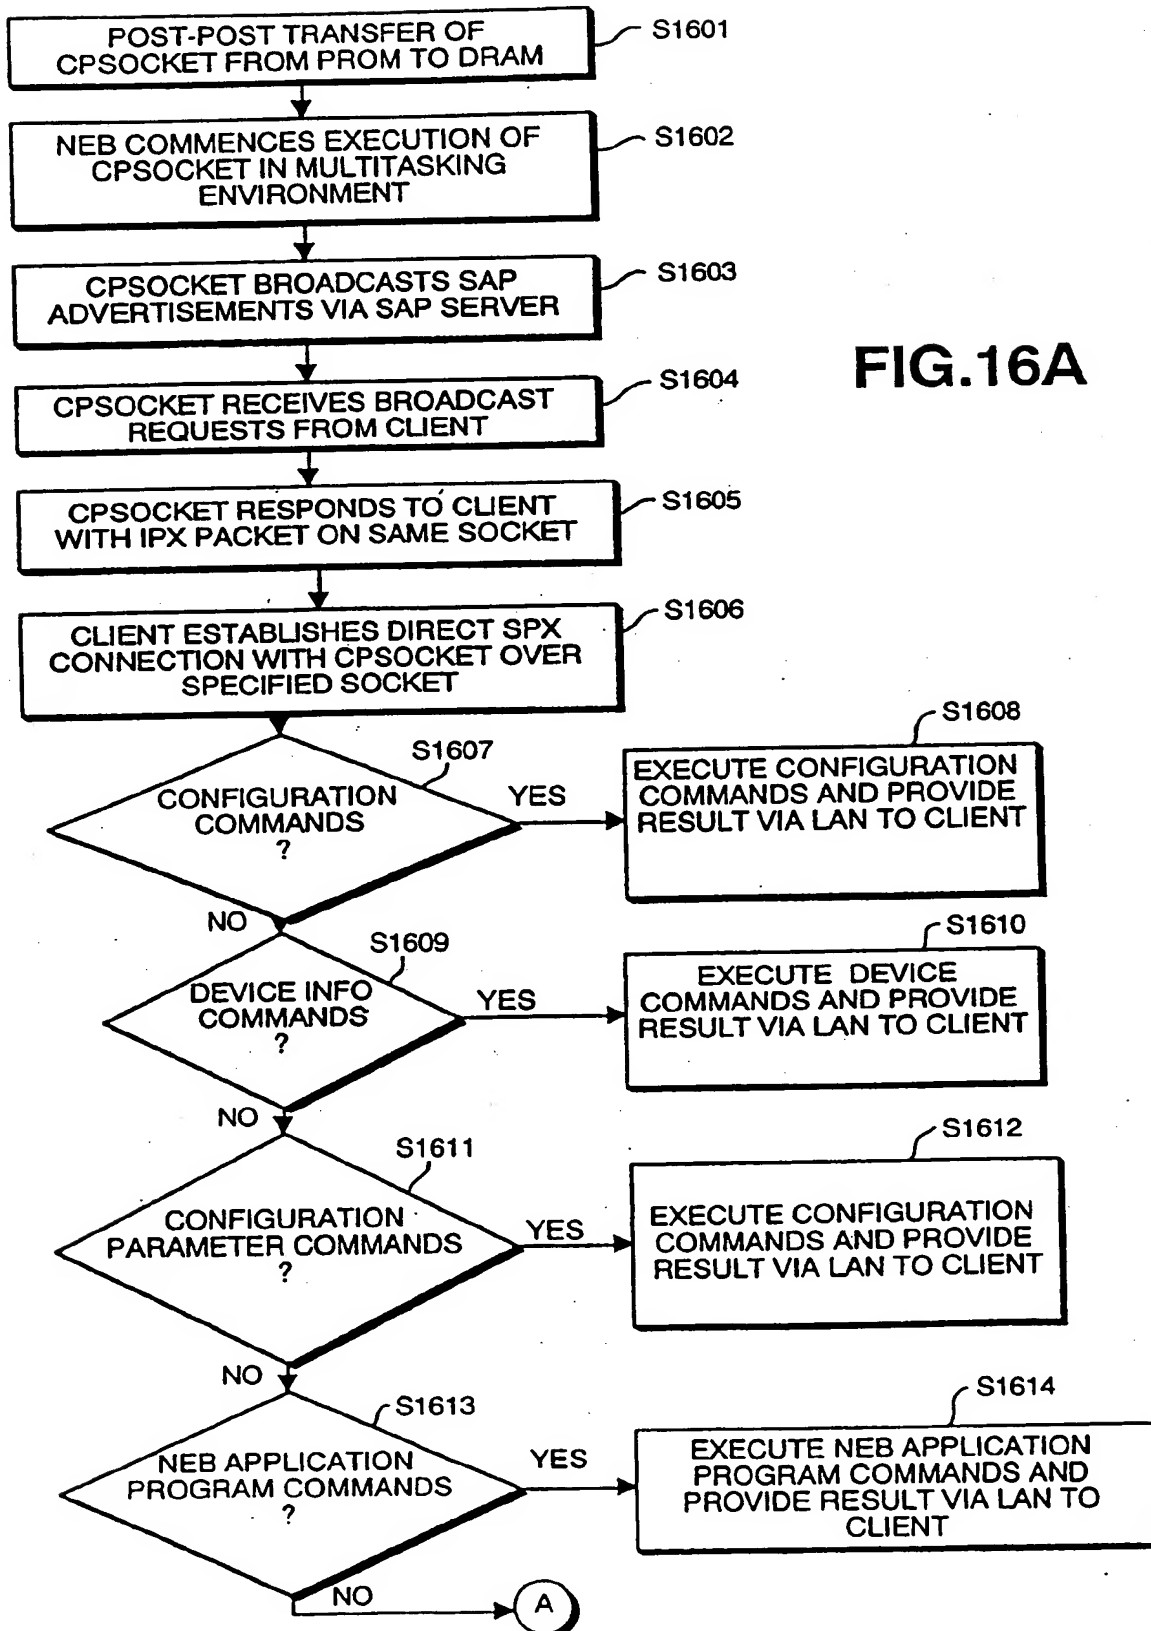 POST-POST TRANSFER OF
CPSOCKET FROM PROM TO DRAM
S1601
NEB COMMENCES EXECUTION OF
CPSOCKET IN MULTITASKING
ENVIRONMENT
S1602
CPSOCKET BROADCASTS SAP
ADVERTISEMENTS VIA SAP SERVER
S1603
FIG.16A
CPSOCKET RECEIVES BROADCAST
REQUESTS FROM CLIENT
S1604
CPSOCKET RESPONDS TO CLIENT
WITH IPX PACKET ON SAME SOCKET
S1605
CLIENT ESTABLISHES DIRECT SPX
CONNECTION WITH CPSOCKET OVER
SPECIFIED SOCKET
S1606
CONFIGURATION
COMMANDS
?
S1607
YES
EXECUTE CONFIGURATION
COMMANDS AND PROVIDE
RESULT VIA LAN TO CLIENT
S1608
NO
DEVICE INFO
COMMANDS
?
S1609
YES
EXECUTE DEVICE
COMMANDS AND PROVIDE
RESULT VIA LAN TO CLIENT
S1610
NO
CONFIGURATION
PARAMETER COMMANDS
?
S1611
YES
EXECUTE CONFIGURATION
COMMANDS AND PROVIDE
RESULT VIA LAN TO CLIENT
S1612
NO
NEB APPLICATION
PROGRAM COMMANDS
?
S1613
YES
EXECUTE NEB APPLICATION
PROGRAM COMMANDS AND
PROVIDE RESULT VIA LAN TO
CLIENT
S1614
NO
A